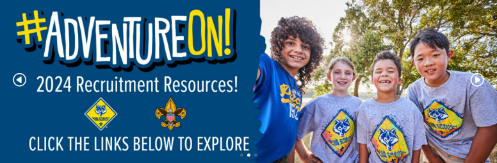 #ADVENTUREON!
2024 Recruitment Resources!
CLICK THE LINKS BELOW TO EXPLORE